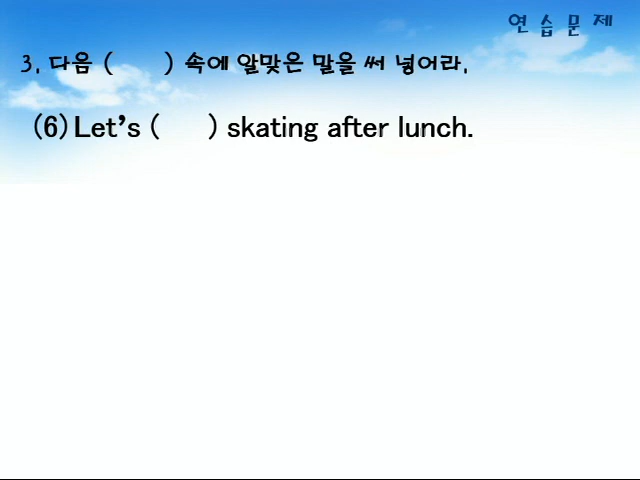 연 습 문 제
3. 다음 (      ) 속에 알맞은 말을 써 넣어라.
(6) Let’s (      ) skating after lunch.